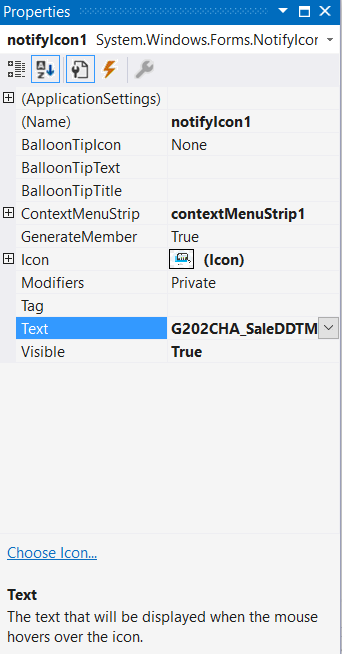 Properties
notifyIcon1 System.Windows.Forms.NotifyIcon
(ApplicationSettings)
(Name) notifyIcon1
BalloonTipIcon None
BalloonTipText
BalloonTipTitle
ContextMenuStrip contextMenuStrip1
GenerateMember True
Icon (Icon)
Modifiers Private
Tag
Text G202CHA_SaleDDTM
Visible True
Choose Icon...
Text
The text that will be displayed when the mouse
hovers over the icon.